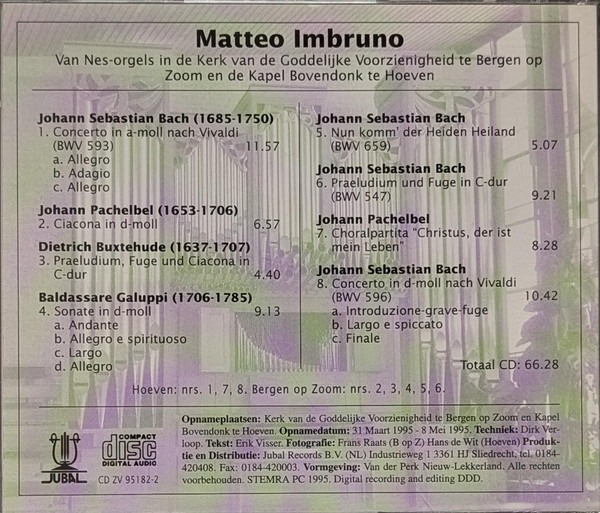 Matteo Imbruno
Van Nes-orgels in de Kerk van de Goddelijke Voorzienigheid te Bergen op
Zoom en de Kapel Bovendonk te Hoeven
Johann Sebastian Bach (1685-1750)
1. Concerto in a-moll nach Vivaldi
(BWV 593) 11.57
a. Allegro
b. Adagio
c. Allegro
Johann Pachelbel (1653-1706)
2. Ciacona in d-moll 6.57
Dietrich Buxtehude (1637-1707)
3. Praeludium, Fuge und Ciacona in
C-dur 4.40
Baldassare Galuppi (1706-1785)
4. Sonate in d-moll 9.13
a. Andante
b. Allegro e spirituoso
c. Largo
d. Allegro
Johann Sebastian Bach
5. Nun komm' der Heiden Heiland
(BWV 659) 5.07
Johann Sebastian Bach
6. Praeludium und Fuge in C-dur
(BWV 547) 9.21
Johann Pachelbel
7. Choralpartita "Christus, der ist
mein Leben" 8.28
Johann Sebastian Bach
8. Concerto in d-moll nach Vivaldi
(BWV 596) 10.42
a. Introduzione-grave-fuge
b. Largo e spiccato
c. Finale
Totaal CD: 66.28
Hoeven: nrs. 1, 7, 8. Bergen op Zoom: nrs. 2, 3, 4, 5, 6.
JUBAL
COMPACT
disc
DIGITAL AUDIO
CD ZV 95182-2
Opnameplaatsen: Kerk van de Goddelijke Voorzienigheid te Bergen op Zoom en Kapel
Bovendonk te Hoeven. Opnamedatum: 31 Maart 1995 - 8 Mei 1995. Techniek: Dirk Ver-
loop. Tekst: Erik Visser. Fotografie: Frans Raats (B op Z) Hans de Wit (Hoeven) Produk-
tie en Distributie: Jubal Records B.V. (NL) Industrieweg 1 3361 HJ Sliedrecht, tel. 0184-
420408. Fax: 0184-420003. Vormgeving: Van der Perk Nieuw-Lekkerland. Alle rechten
voorbehouden. STEMRA PC 1995. Digital recording and editing DDD.